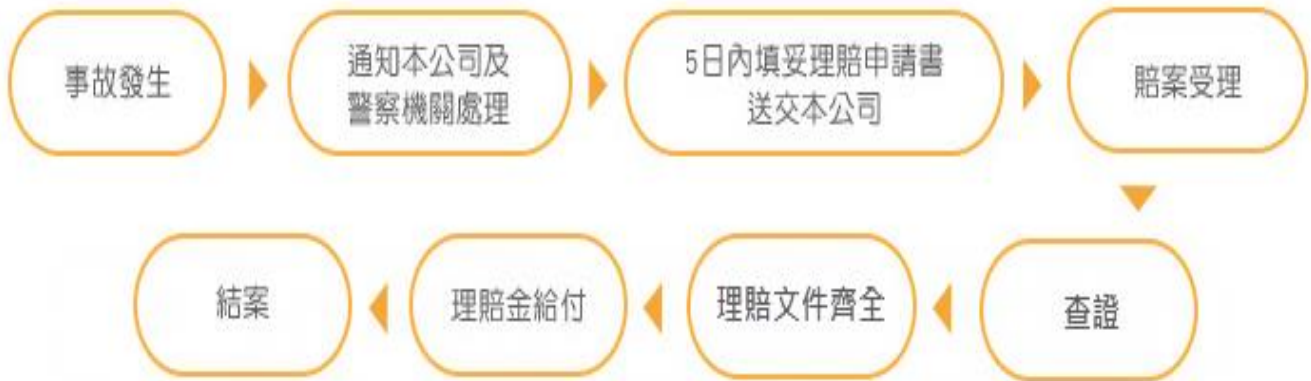 事故發生
通知本公司及
警察機關處理
5日內填妥理賠申請書
送交本公司
賠案受理
查證
理賠文件齊全
理賠金給付
結案